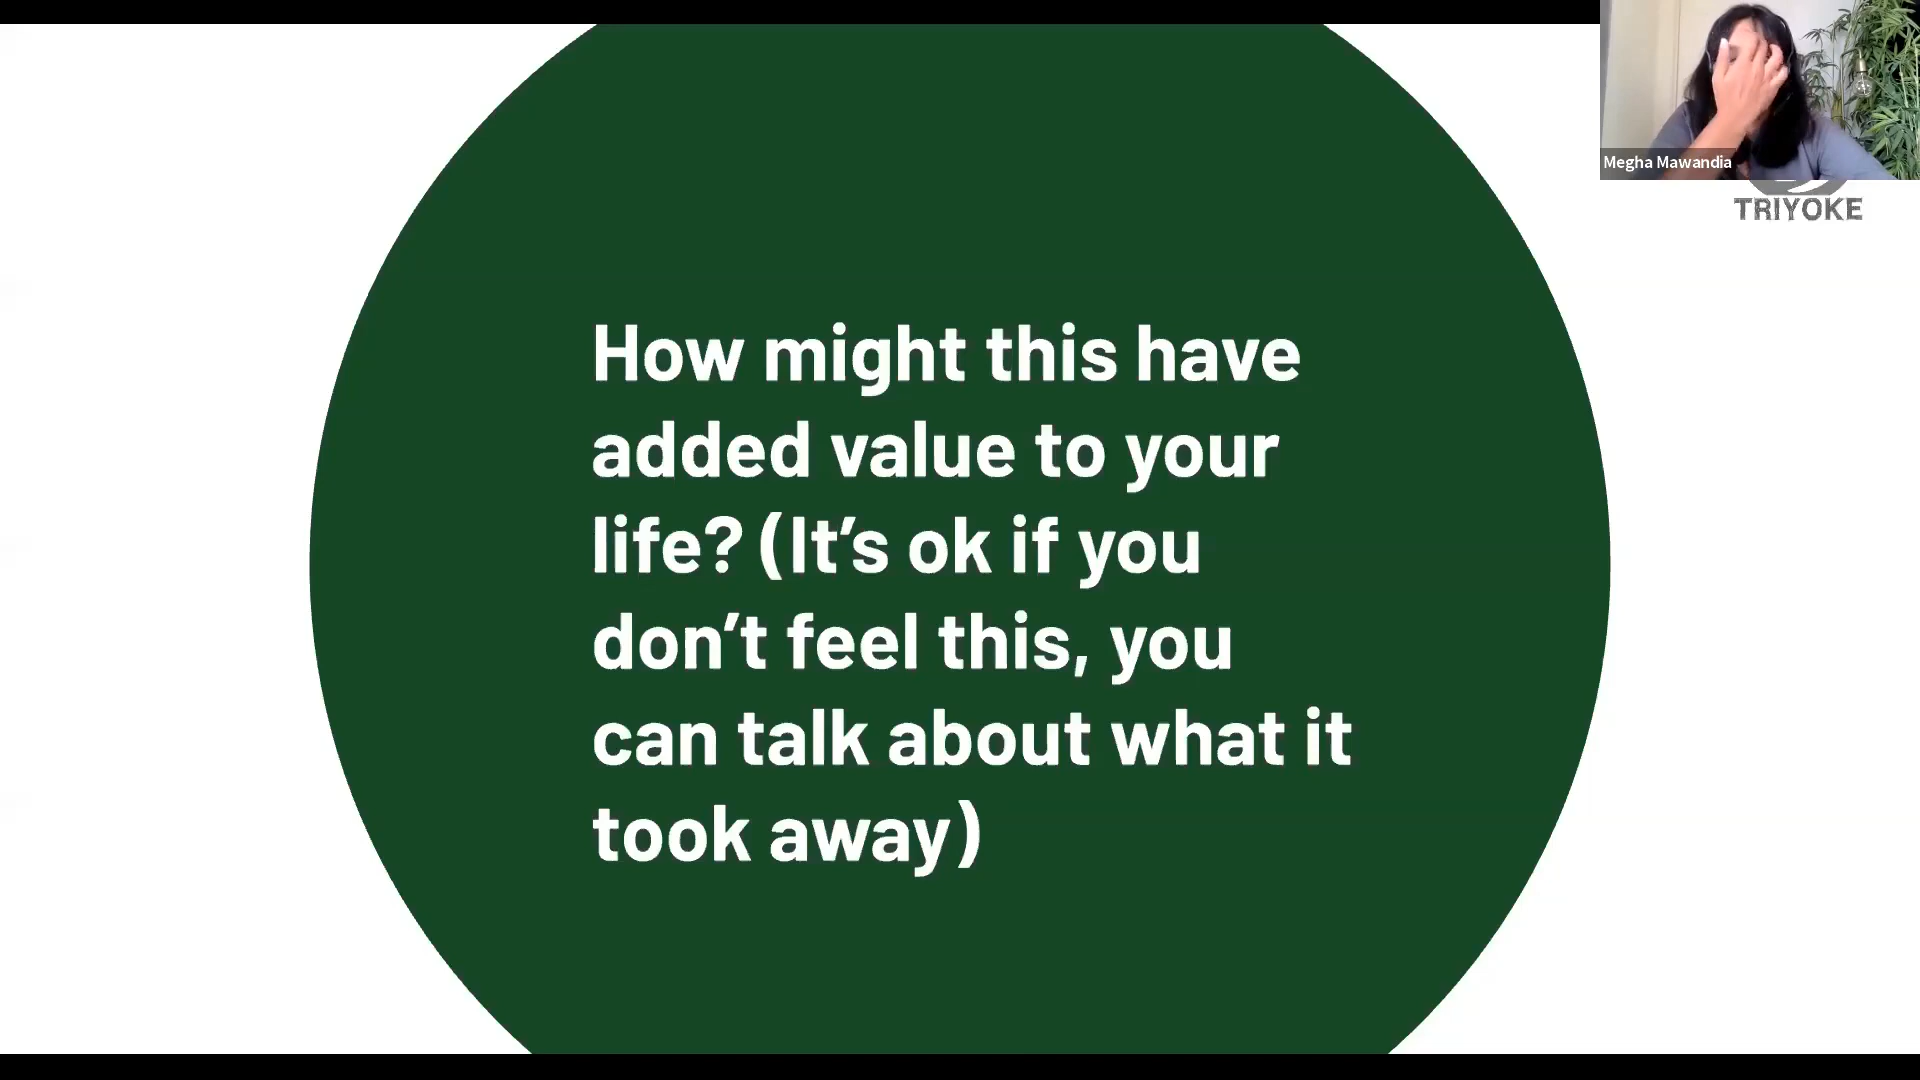 How might this have
added value to your
life? (It’s ok if you
don’t feel this, you
can talk about what it
took away)
Megha Mawandia
TRIYOKE